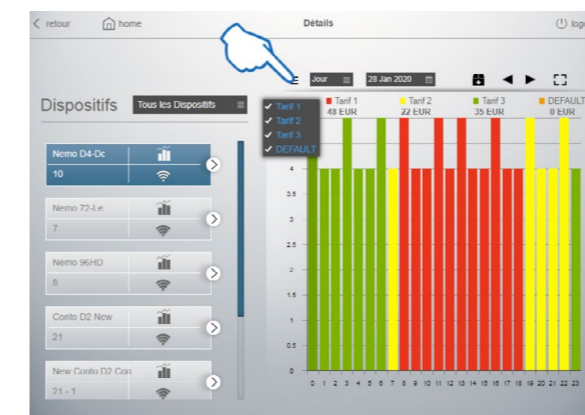 retour
home
Détails
log
Jour
28 Jan 2020
Dispositifs
Tous les Dispositifs
Tarif 1
Tarif 2
Tarif 3
DEFAULT
Tarif 1
48 EUR
Tarif 2
22 EUR
Tarif 3
35 EUR
DEFAULT
0 EUR
Nemo D4-Dc
10
Nemo 72-Le
7
Nemo 96HD
8
Conto D2 New
21
New Conto D2 Con
21 - 1
4
3.5
3
2.5
2
1.5
1
0.5
0
0 1 2 3 4 5 6 7 8 9 10 11 12 13 14 15 16 17 18 19 20 21 22 23